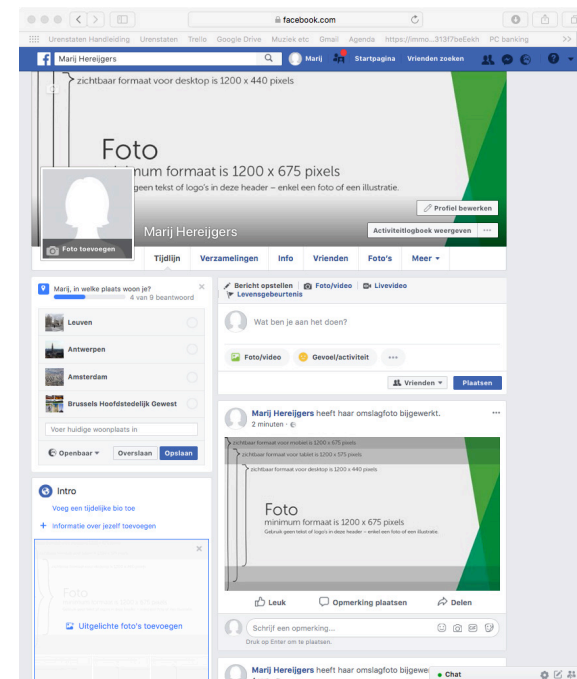 facebook.com
Urenstaten Handleiding Urenstaten Trello Google Drive Muziek etc Gmail Agenda https://immo...313f7beEekh PC banking >>
Marij Hereijgers Marij Startpagina Vrienden zoeken
zichtbaar formaat voor desktop is 1200 x 440 pixels
Foto
mum formaat is 1200 x 675 pixels
geen tekst of logo's in deze header – enkel een foto of een illustratie.
Profiel bewerken
Marij Hereijgers
Activiteitlogboek weergeven ...
Foto toevoegen
Tijdlijn Verzamelingen Info Vrienden Foto's Meer
Marij, in welke plaats woon je?
4 van 9 beantwoord
Leuven
Antwerpen
Amsterdam
Brussels Hoofdstedelijk Gewest
Voer huidige woonplaats in
Openbaar Overslaan Opslaan
Intro
Voeg een tijdelijke bio toe
+ Informatie over jezelf toevoegen
Uitgelichte foto's toevoegen
Bericht opstellen Foto/video Livevideo
Levensgebeurtenis
Wat ben je aan het doen?
Foto/video Gevoel/activiteit ...
Vrienden Plaatsen
Marij Hereijgers heeft haar omslagfoto bijgewerkt.
2 minuten
zichtbaar formaat voor mobiel is 1200 x 675 pixels
zichtbaar formaat voor tablet is 1200 x 575 pixels
zichtbaar formaat voor desktop is 1200 x 440 pixels
Foto
minimum formaat is 1200 x 675 pixels
Gebruik geen tekst of logo's in deze header – enkel een foto of een illustratie.
Leuk Opmerking plaatsen Delen
Schrijf een opmerking...
GIF
Druk op Enter om te plaatsen.
Marij Hereijgers heeft haar omslagfoto bijgewe
Chat